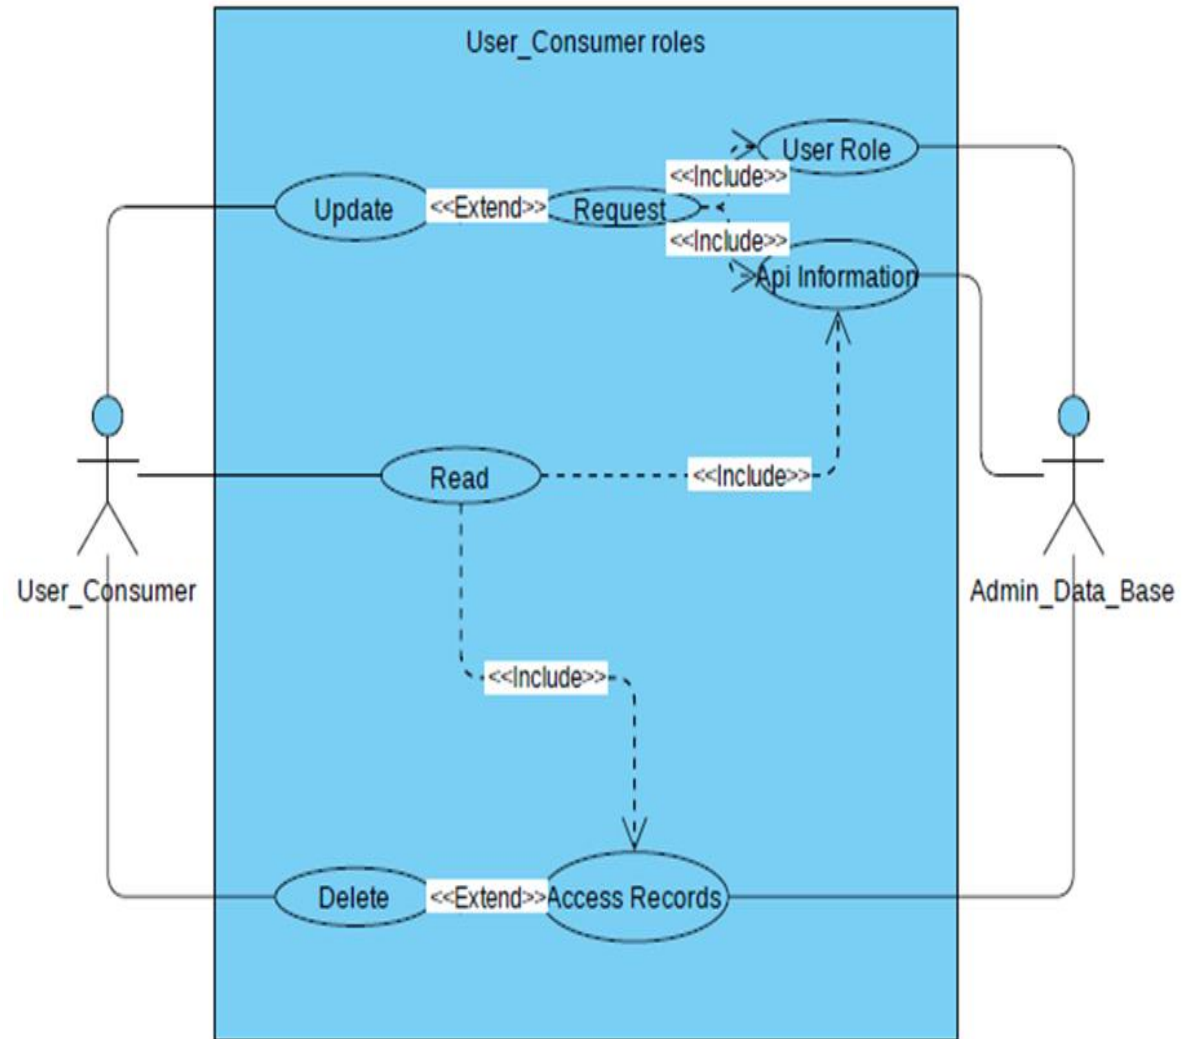 User_Consumer roles
User Role
<<Include>>
Update
<<Extend>>
Request
<<Include>>
Api Information
Read
<<Include>>
User_Consumer
Admin_Data_Base
<<Include>>
Delete
<<Extend>>
Access Records